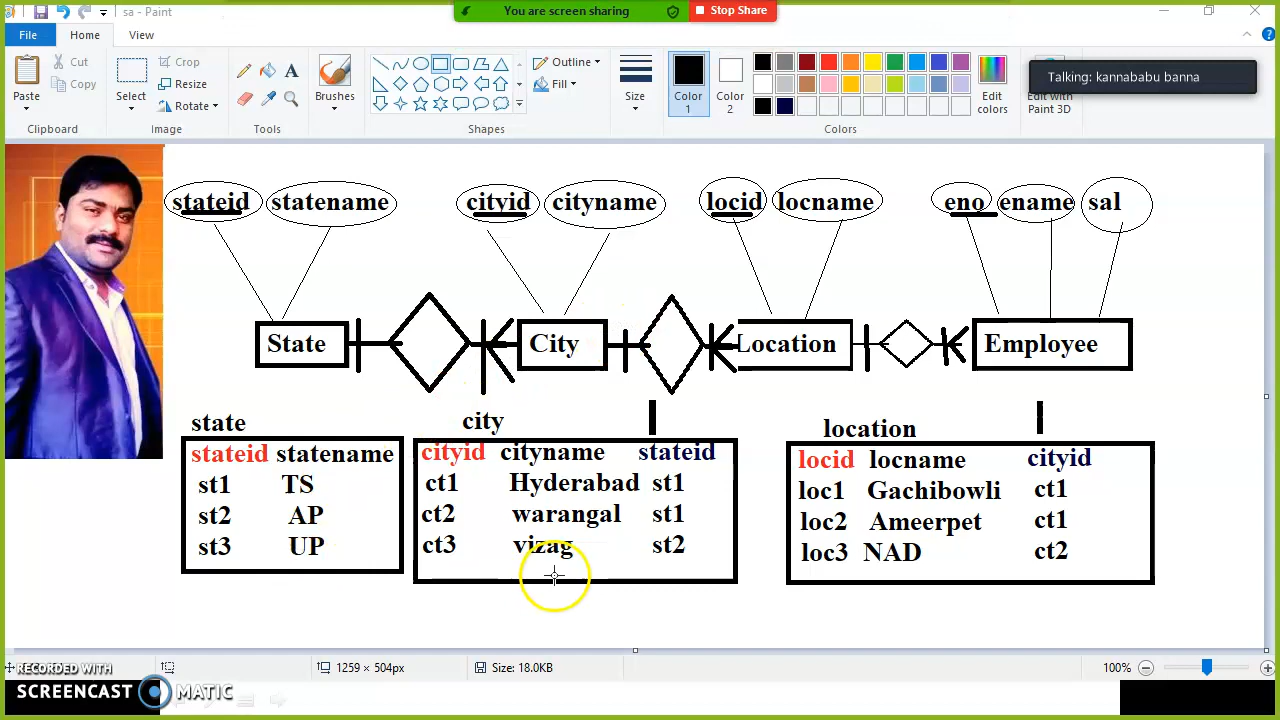 sa - Paint
You are screen sharing
Stop Share
File
Home
View
Talking: kannababu banna
Paste
Cut
Copy
Clipboard
Select
Crop
Resize
Rotate
Image
Tools
Brushes
Shapes
Outline
Fill
Size
Color 1
Color 2
Colors
Edit colors
Edit with Paint 3D
stateid statename cityid cityname locid locname eno ename sal
State City Location Employee
state
stateid statename
st1 TS
st2 AP
st3 UP
city
cityid cityname stateid
ct1 Hyderabad st1
ct2 warangal st1
ct3 vizag st2
location
locid locname cityid
loc1 Gachibowli ct1
loc2 Ameerpet ct1
loc3 NAD ct2
1259 × 504px
Size: 18.0KB
100%
RECORDED WITH
SCREENCAST MATIC